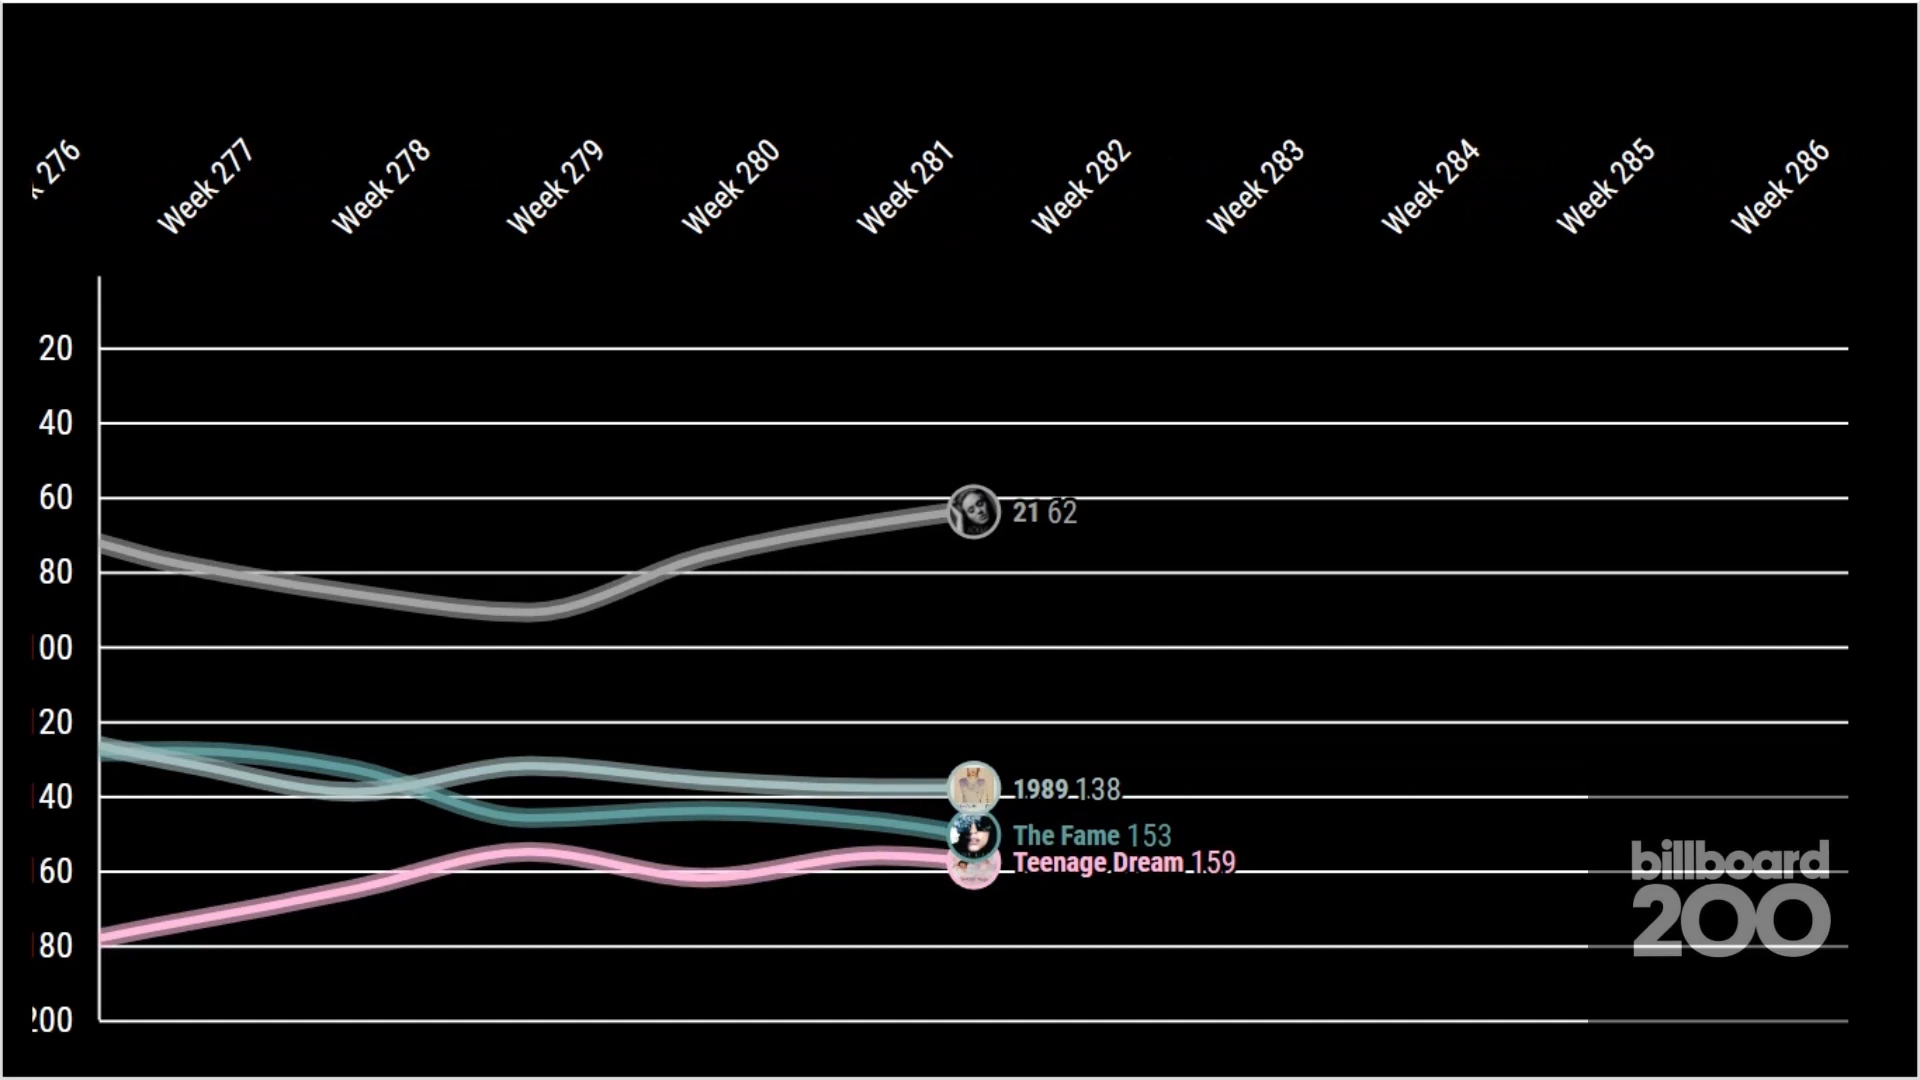 k 276
Week 277
Week 278
Week 279
Week 280
Week 281
Week 282
Week 283
Week 284
Week 285
Week 286
20
40
60
80
00
20
40
60
80
200
21 62
1989 138
The Fame 153
Teenage Dream 159
billboard
200